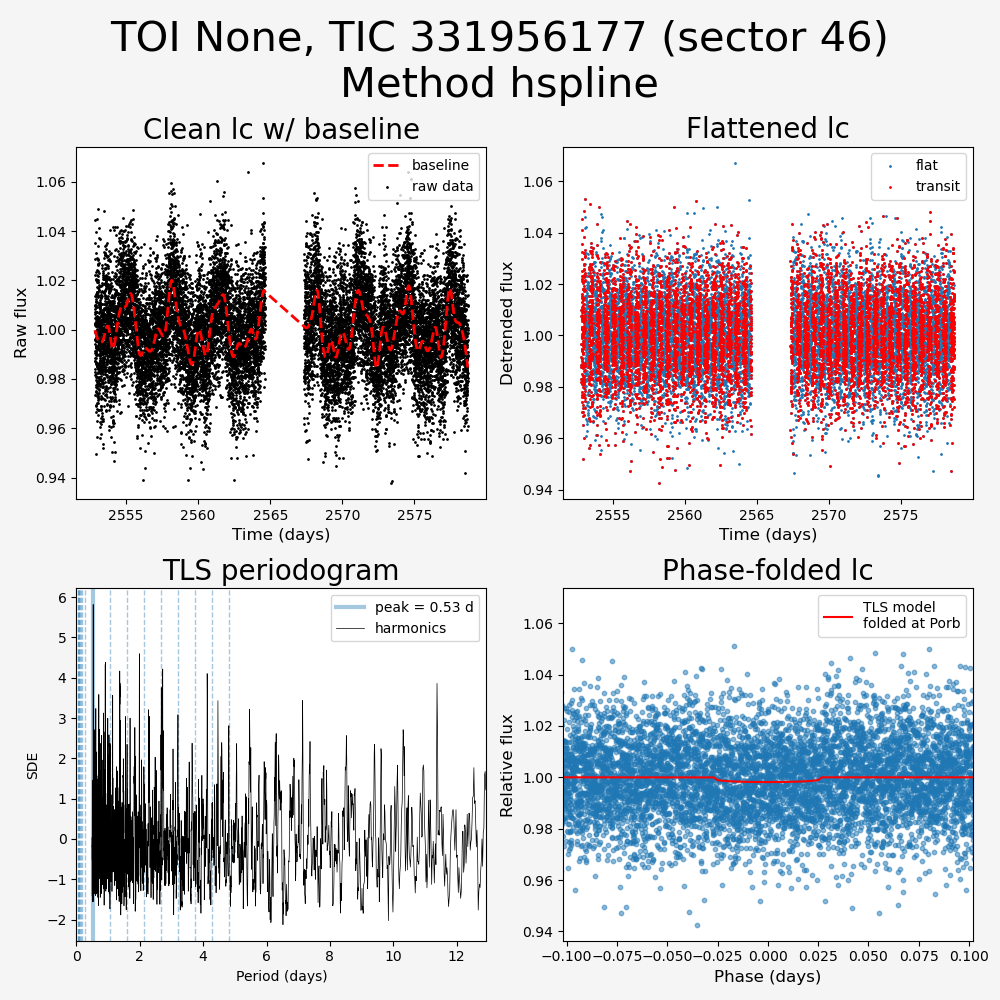 TOI None, TIC 331956177 (sector 46)
Method hspline
Clean lc w/ baseline
baseline
raw data
1.06
1.04
1.02
1.00
0.98
0.96
0.94
Raw flux
2555 2560 2565 2570 2575
Time (days)
Flattened lc
flat
transit
1.06
1.04
1.02
1.00
0.98
0.96
0.94
Detrended flux
2555 2560 2565 2570 2575
Time (days)
TLS periodogram
peak = 0.53 d
harmonics
6
5
4
3
2
1
0
−1
−2
SDE
0 2 4 6 8 10 12
Period (days)
Phase-folded lc
TLS model
folded at Porb
1.06
1.04
1.02
1.00
0.98
0.96
0.94
Relative flux
−0.100 −0.075 −0.050 −0.025 0.000 0.025 0.050 0.075 0.100
Phase (days)